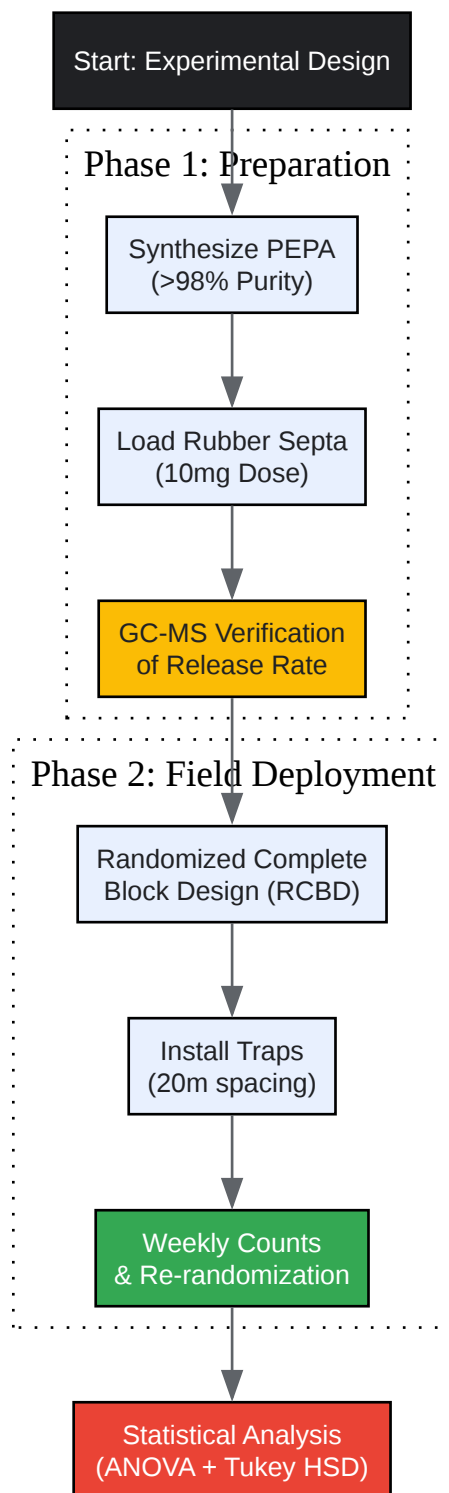 Start: Experimental Design
Phase 1: Preparation
Synthesize PEPA
(>98% Purity)
Load Rubber Septa
(10mg Dose)
GC-MS Verification
of Release Rate
Phase 2: Field Deployment
Randomized Complete
Block Design (RCBD)
Install Traps
(20m spacing)
Weekly Counts
& Re-randomization
Statistical Analysis
(ANOVA + Tukey HSD)